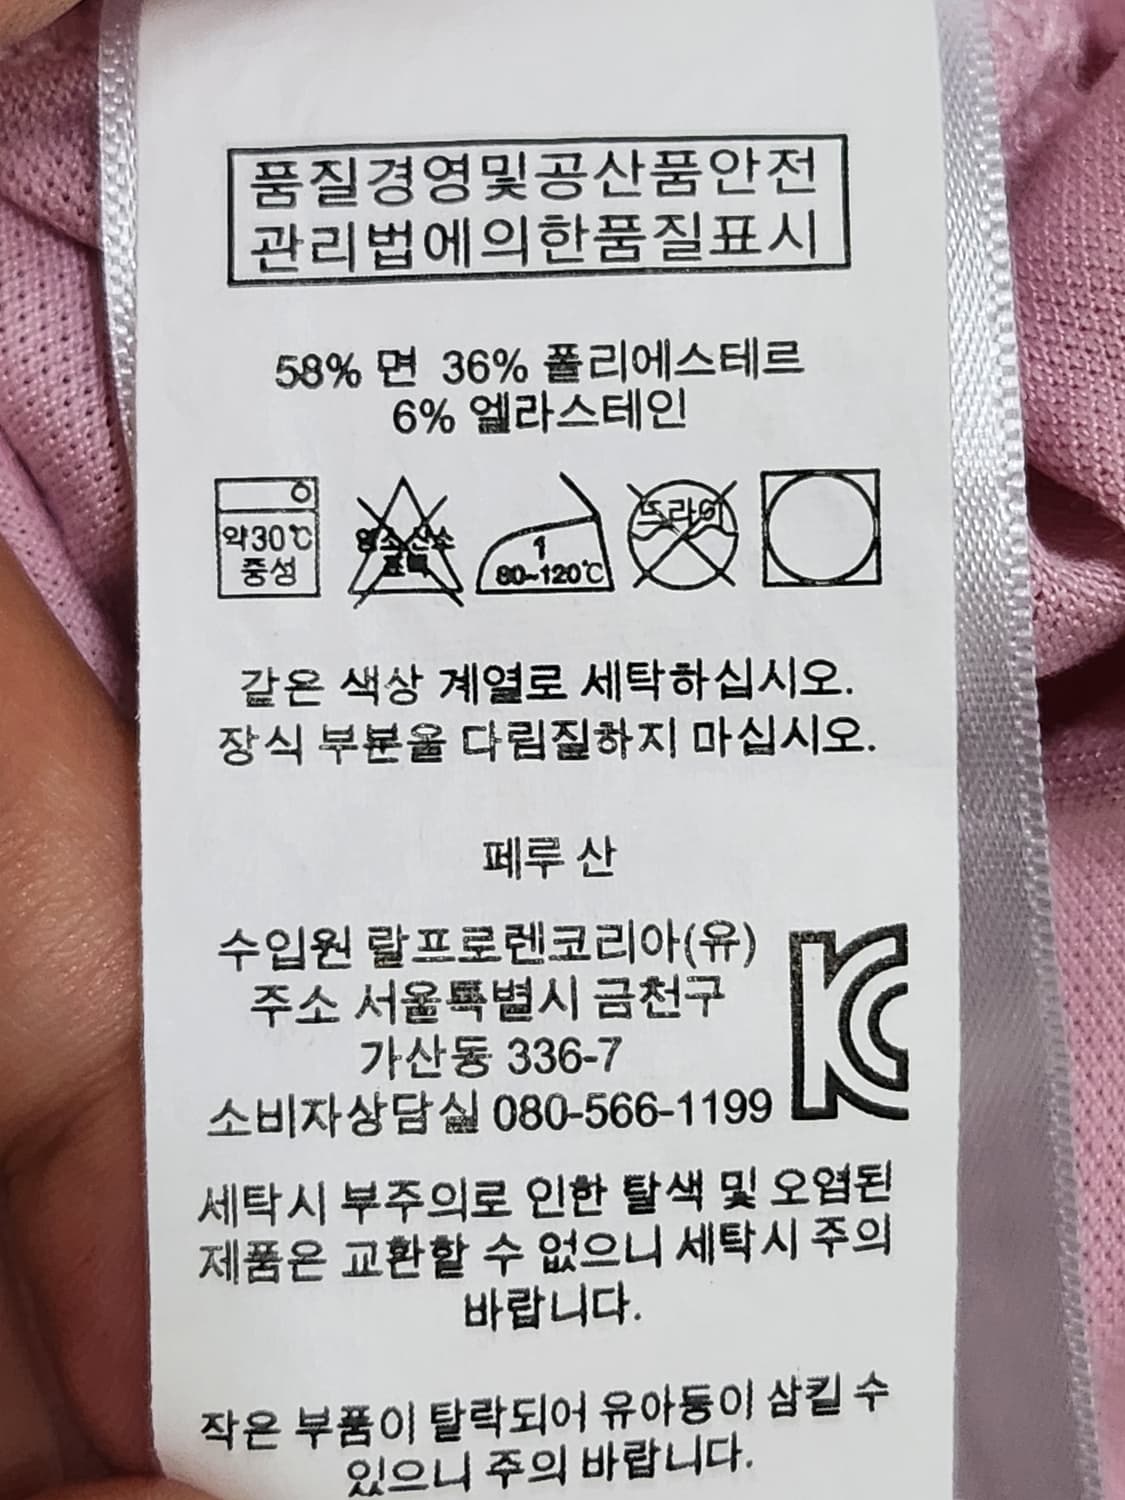 품질경영및공산품안전
관리법에의한품질표시
58% 면 36% 폴리에스테르
6% 엘라스테인
약30℃
중성
염소 산소
표백
1
80~120℃
드라이
같은 색상 계열로 세탁하십시오.
장식 부분을 다림질하지 마십시오.
페루 산
수입원 랄프로렌코리아(유)
주소 서울특별시 금천구
가산동 336-7
소비자상담실 080-566-1199
KC
세탁시 부주의로 인한 탈색 및 오염된
제품은 교환할 수 없으니 세탁시 주의
바랍니다.
작은 부품이 탈락되어 유아동이 삼킬 수
있으니 주의 바랍니다.